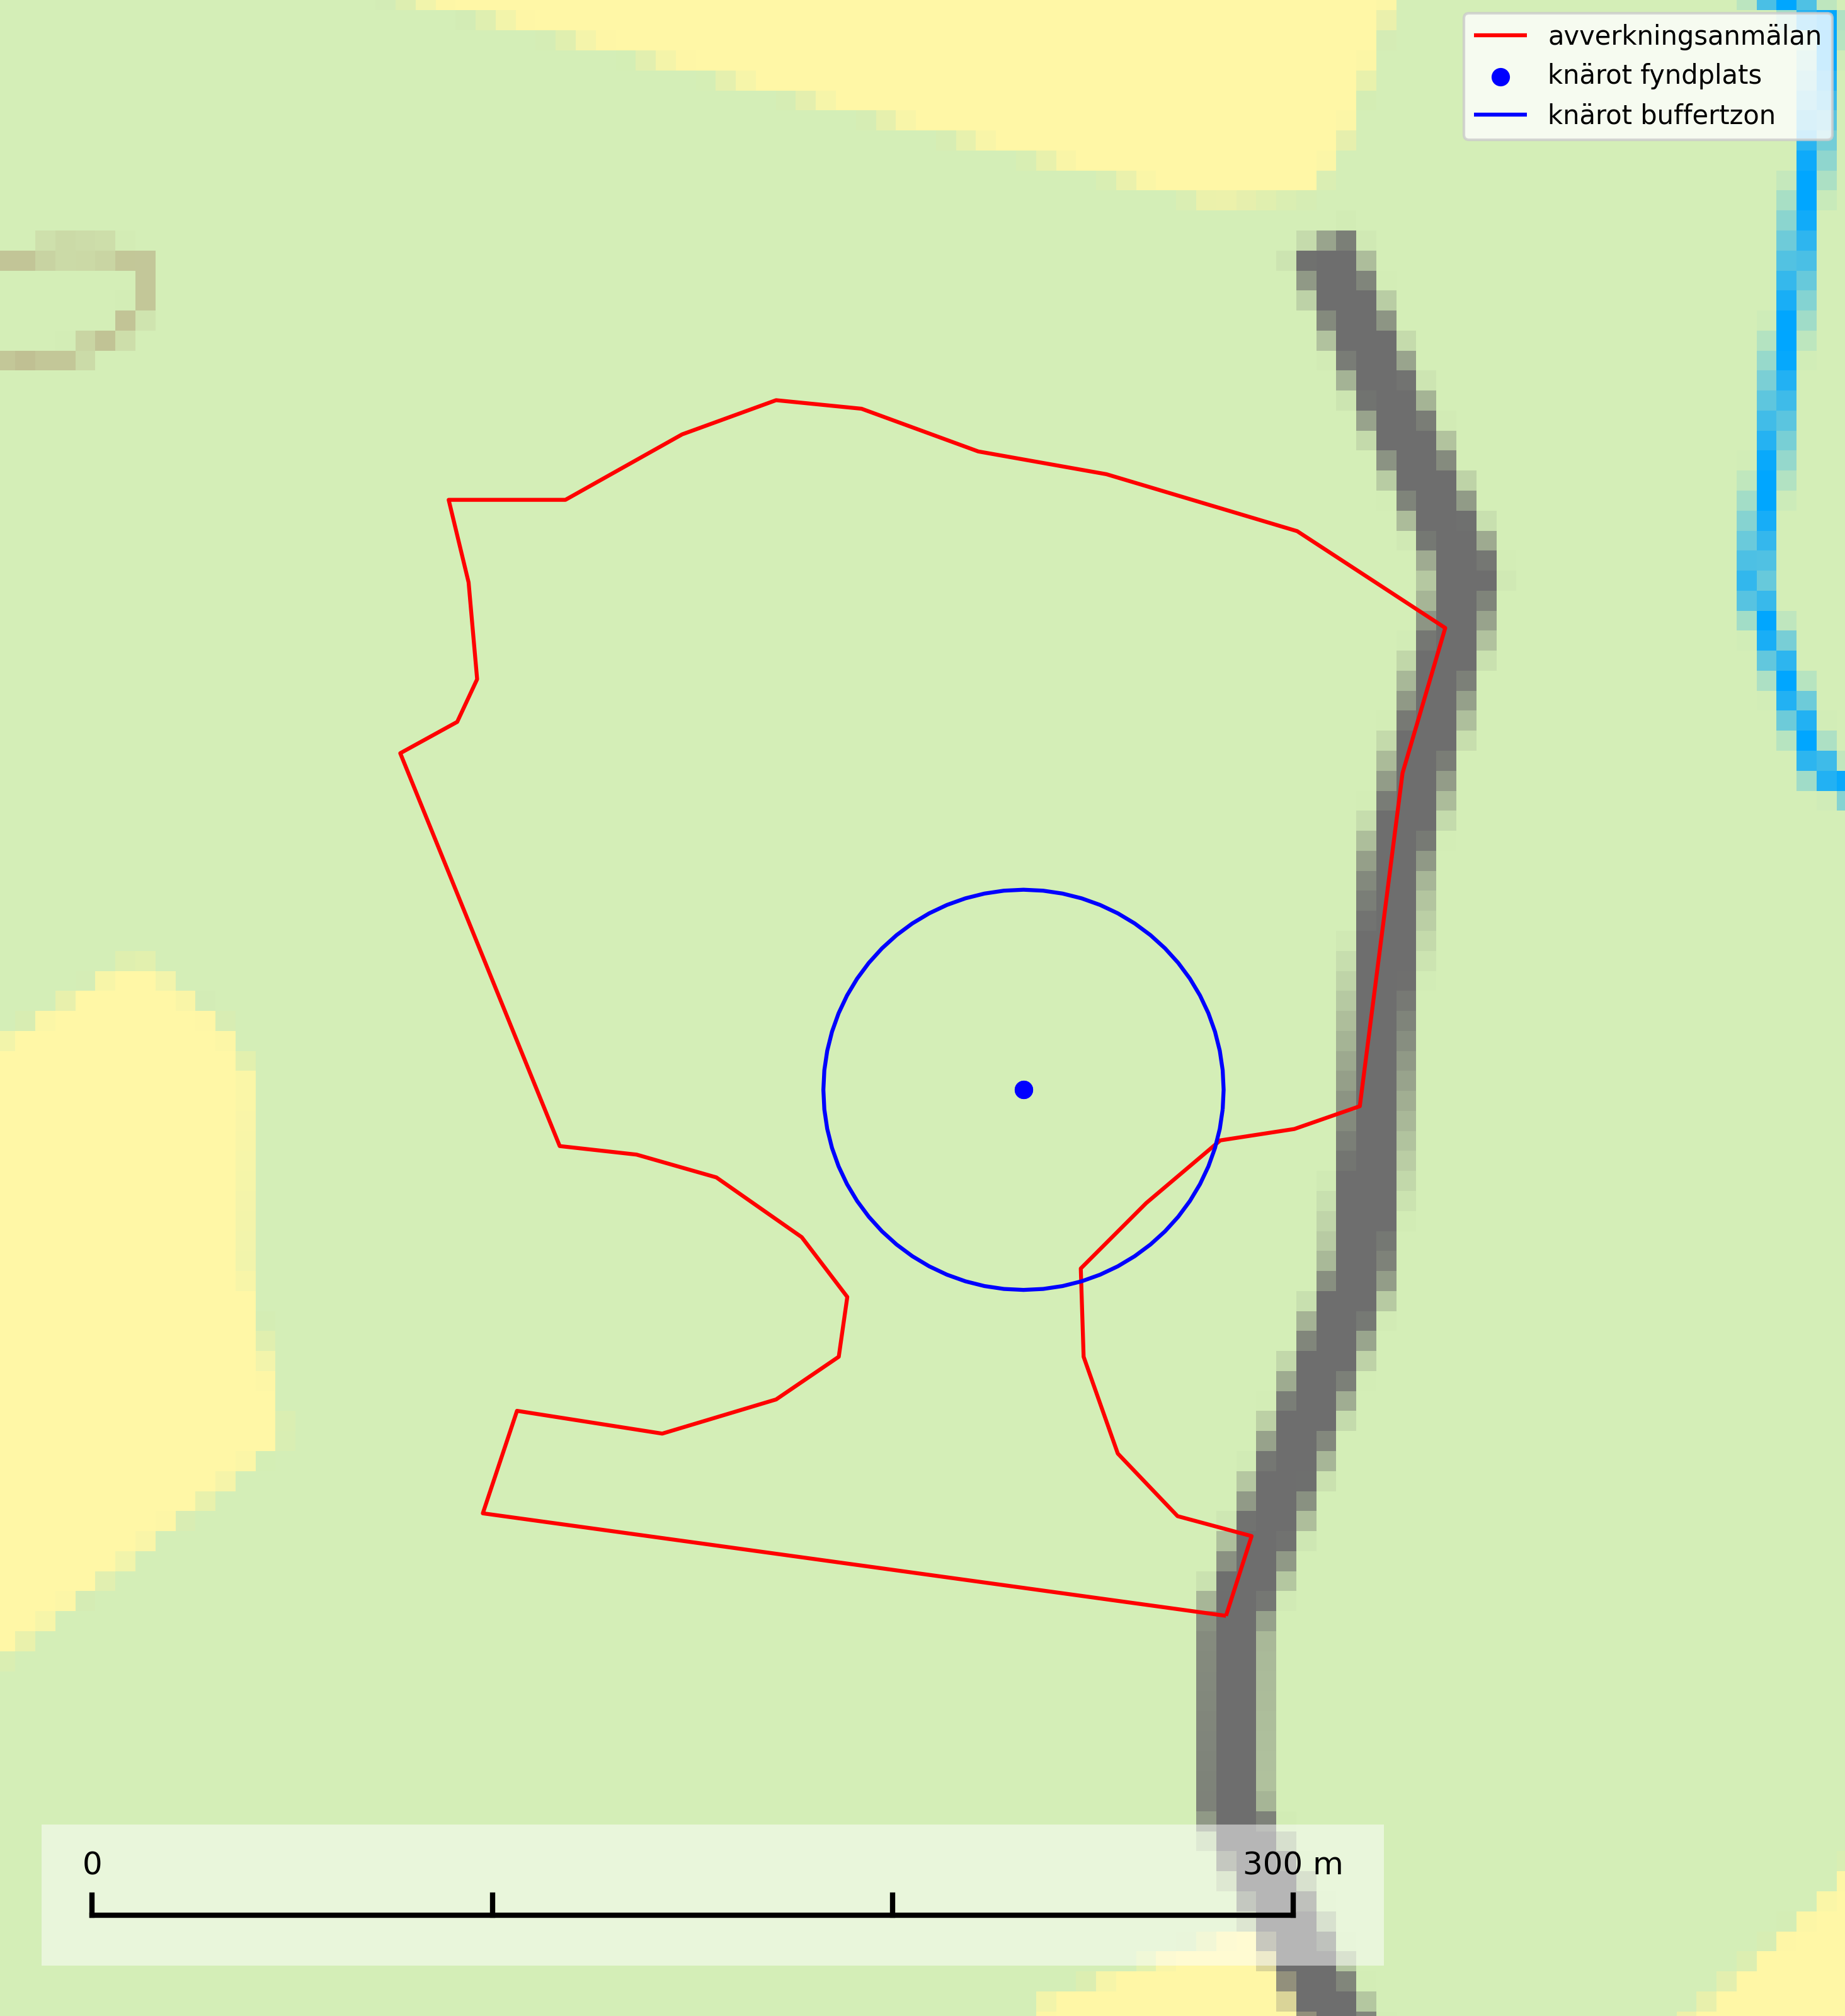 avverkningsanmälan
knärot fyndplats
knärot buffertzon
0 300 m